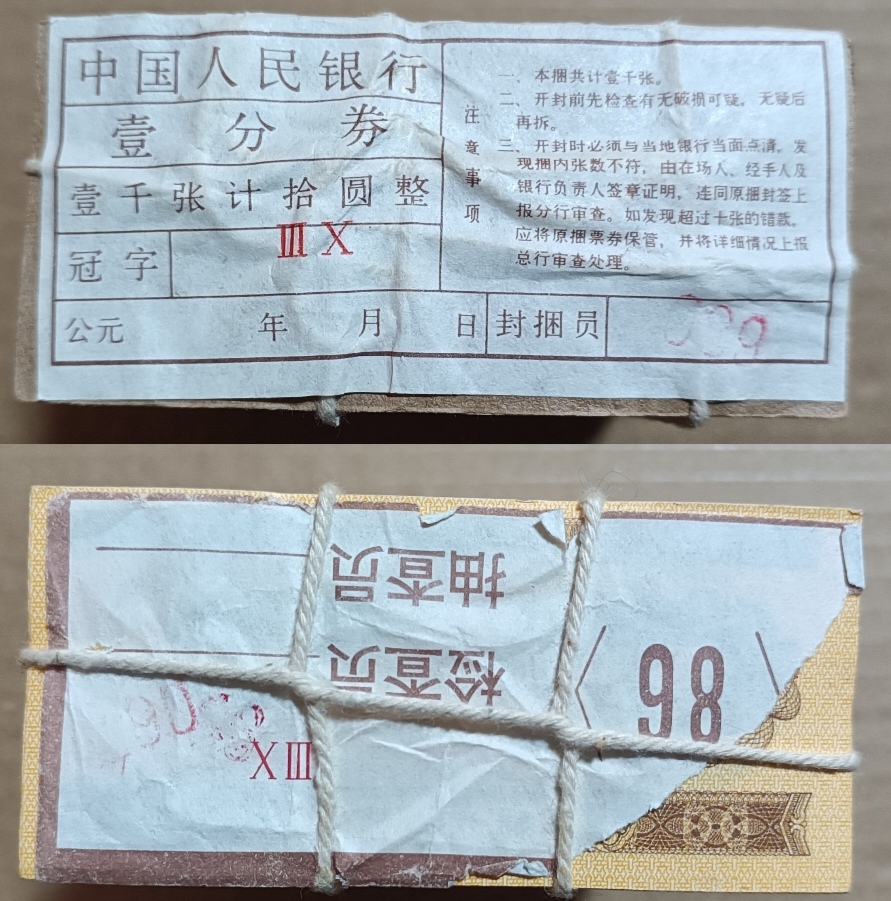 中国人民银行
壹分券
壹千张计拾圆整
冠字 ⅢⅩ
公元 年 月 日 封捆员
注意事项
一、本捆共计壹千张。
二、开封前先检查有无破损可疑，无疑后
再拆。
三、开封时必须与当地银行当面点清，发
现捆内张数不符，由在场人、经手人及
银行负责人签章证明，连同原捆封签上
报分行审查。如发现超过十张的错款，
应将原捆票券保管，并将详细情况上报
总行审查处理。
ⅢⅩ
86
检查员
抽查员